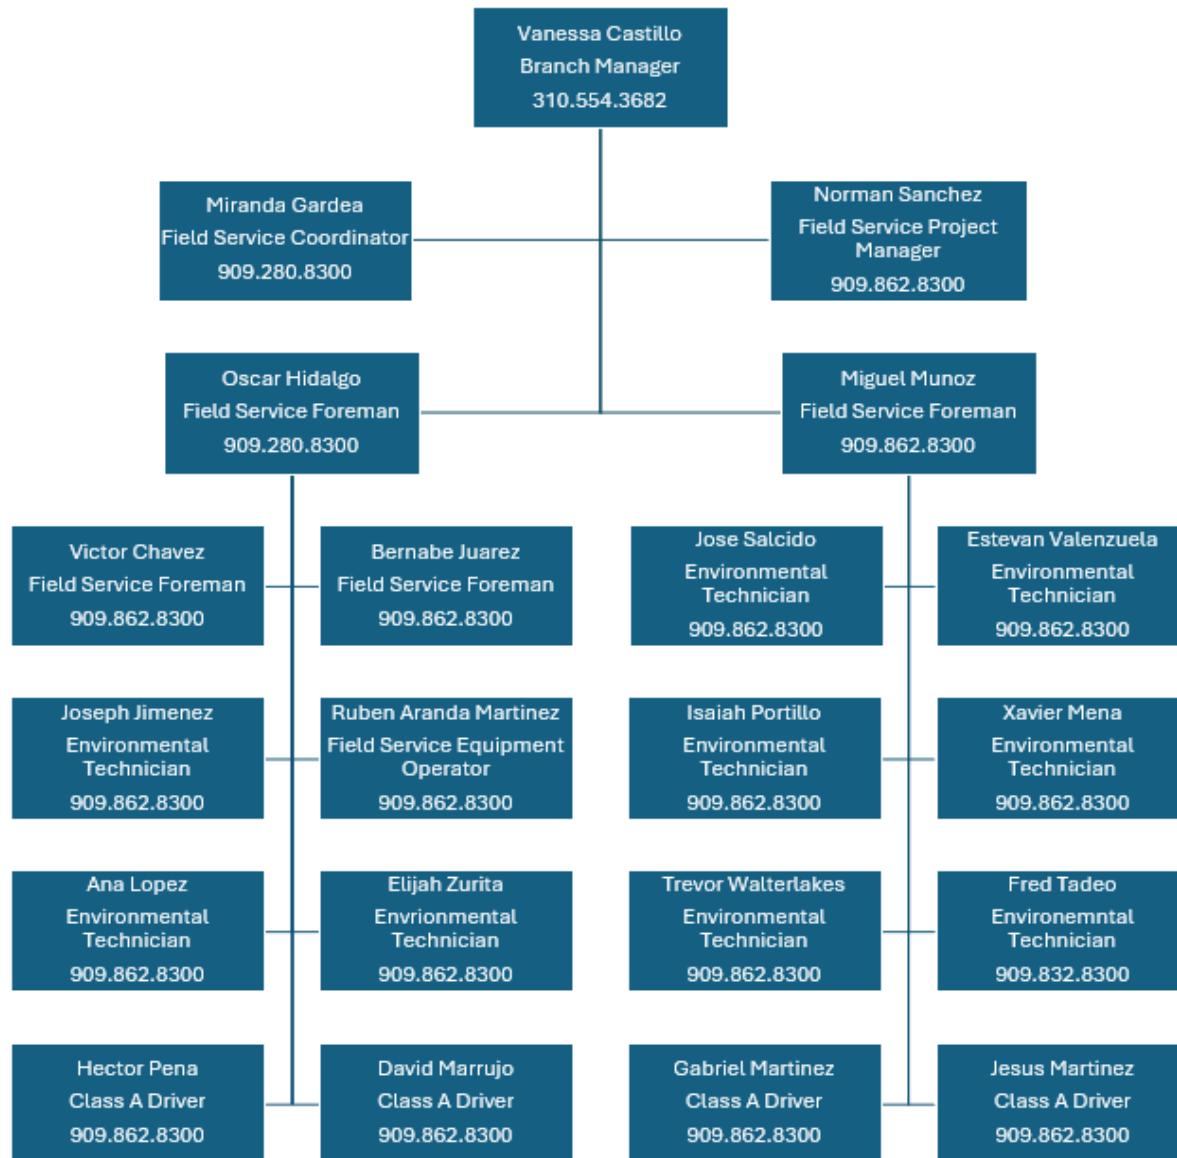 Vanessa Castillo
Branch Manager
310.554.3682
Miranda Gardea
Field Service Coordinator
909.280.8300
Norman Sanchez
Field Service Project
Manager
909.862.8300
Oscar Hidalgo
Field Service Foreman
909.280.8300
Miguel Munoz
Field Service Foreman
909.862.8300
Victor Chavez
Field Service Foreman
909.862.8300
Bernabe Juarez
Field Service Foreman
909.862.8300
Jose Salcido
Environmental
Technician
909.862.8300
Estevan Valenzuela
Environmental
Technician
909.862.8300
Joseph Jimenez
Environmental
Technician
909.862.8300
Ruben Aranda Martinez
Field Service Equipment
Operator
909.862.8300
Isaiah Portillo
Environmental
Technician
909.862.8300
Xavier Mena
Environmental
Technician
909.862.8300
Ana Lopez
Environmental
Technician
909.862.8300
Elijah Zurita
Envrionmental
Technician
909.862.8300
Trevor Walterlakes
Environmental
Technician
909.862.8300
Fred Tadeo
Environemntal
Technician
909.832.8300
Hector Pena
Class A Driver
909.862.8300
David Marrujo
Class A Driver
909.862.8300
Gabriel Martinez
Class A Driver
909.862.8300
Jesus Martinez
Class A Driver
909.862.8300